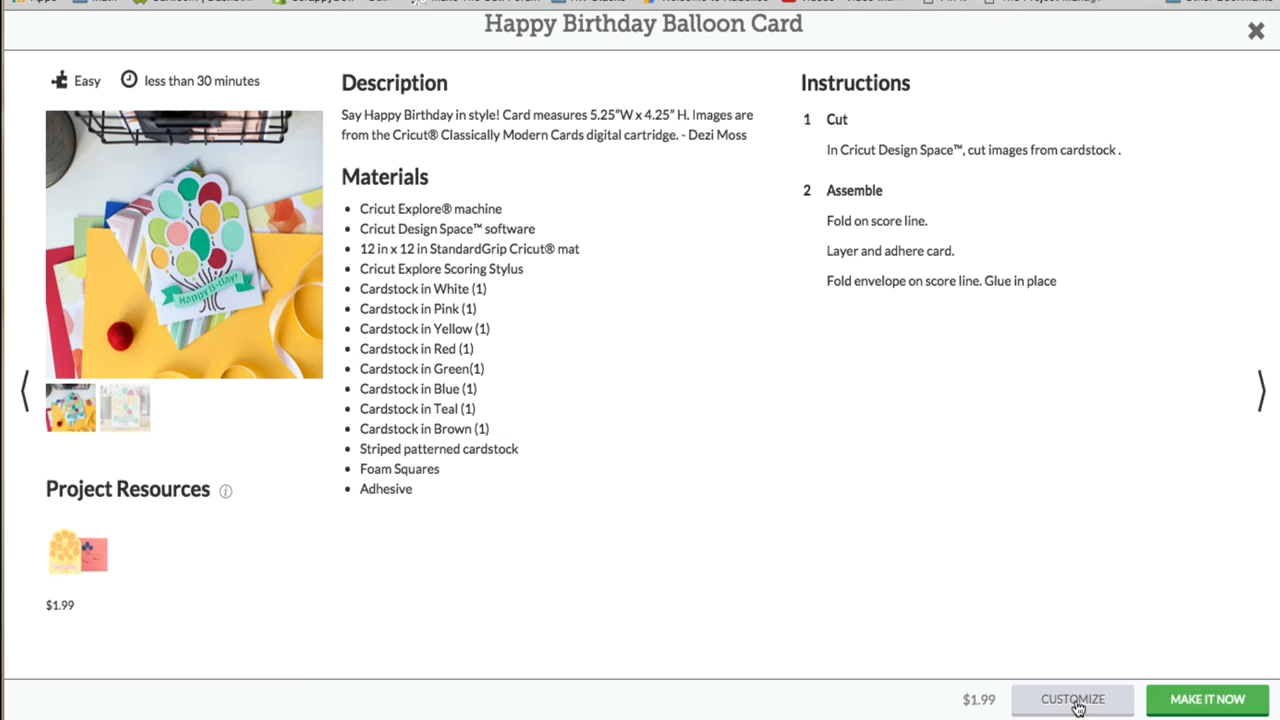 Happy Birthday Balloon Card
Easy
less than 30 minutes
Happy B-day!
Project Resources
$1.99
Description
Say Happy Birthday in style! Card measures 5.25"W x 4.25" H. Images are
from the Cricut® Classically Modern Cards digital cartridge. - Dezi Moss
Materials
• Cricut Explore® machine
• Cricut Design Space™ software
• 12 in x 12 in StandardGrip Cricut® mat
• Cricut Explore Scoring Stylus
• Cardstock in White (1)
• Cardstock in Pink (1)
• Cardstock in Yellow (1)
• Cardstock in Red (1)
• Cardstock in Green(1)
• Cardstock in Blue (1)
• Cardstock in Teal (1)
• Cardstock in Brown (1)
• Striped patterned cardstock
• Foam Squares
• Adhesive
Instructions
1 Cut
In Cricut Design Space™, cut images from cardstock .
2 Assemble
Fold on score line.
Layer and adhere card.
Fold envelope on score line. Glue in place
$1.99
CUSTOMIZE
MAKE IT NOW